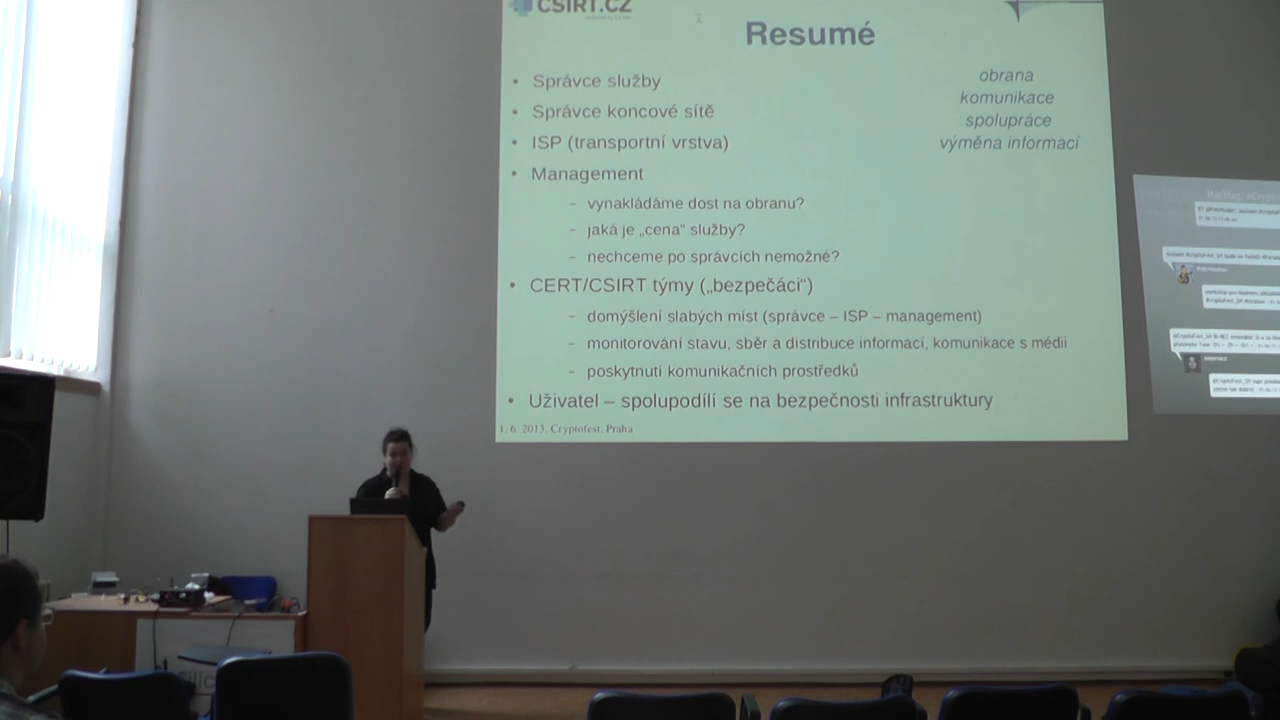 CSIRT.CZ
Resumé
• Správce služby
• Správce koncové sítě
• ISP (transportní vrstva)
• Management
– vynakládáme dost na obranu?
– jaká je „cena“ služby?
– nechceme po správcích nemožné?
• CERT/CSIRT týmy („bezpečáci“)
– domýšlení slabých míst (správce – ISP – management)
– monitorování stavu, sběr a distribuce informací, komunikace s médii
– poskytnutí komunikačních prostředků
• Uživatel – spolupodílí se na bezpečnosti infrastruktury
obrana
komunikace
spolupráce
výměna informací
1. 6. 2013, Cryptofest, Praha